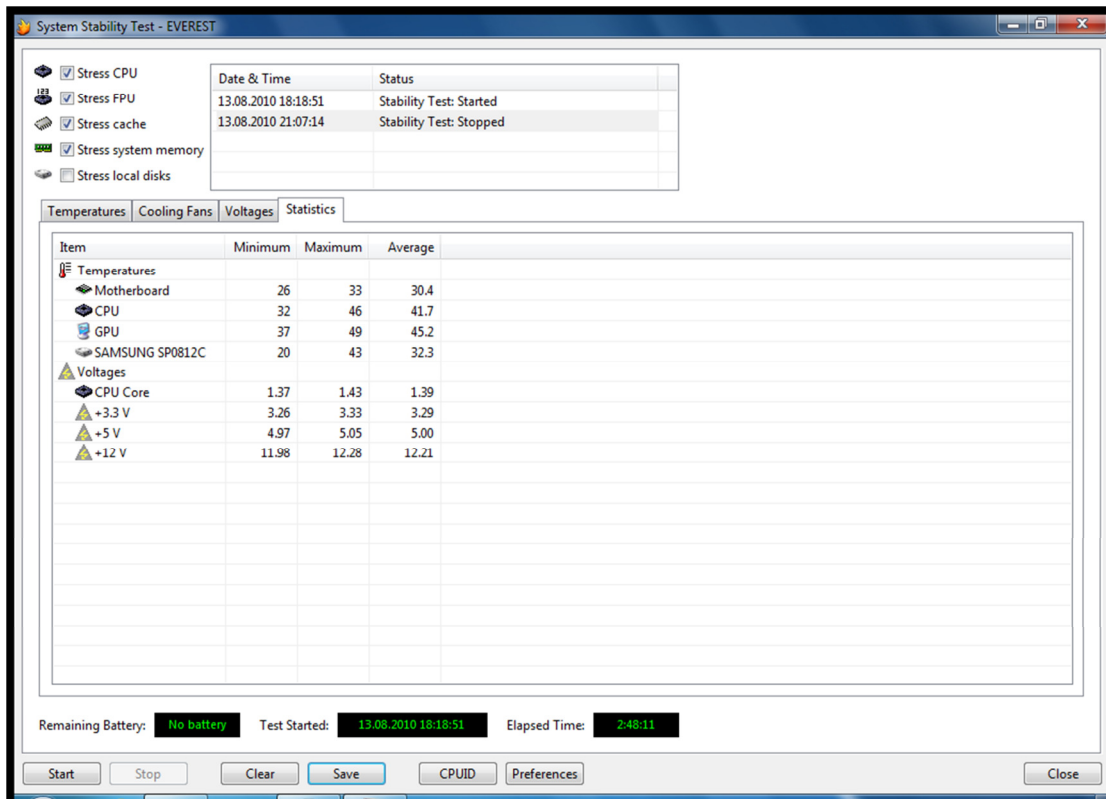 System Stability Test - EVEREST
Stress CPU
123
Stress FPU
Stress cache
Stress system memory
Stress local disks
Date & Time Status
13.08.2010 18:18:51 Stability Test: Started
13.08.2010 21:07:14 Stability Test: Stopped
Temperatures Cooling Fans Voltages Statistics
Item Minimum Maximum Average
Temperatures
Motherboard 26 33 30.4
CPU 32 46 41.7
GPU 37 49 45.2
SAMSUNG SP0812C 20 43 32.3
Voltages
CPU Core 1.37 1.43 1.39
+3.3 V 3.26 3.33 3.29
+5 V 4.97 5.05 5.00
+12 V 11.98 12.28 12.21
Remaining Battery: No battery Test Started: 13.08.2010 18:18:51 Elapsed Time: 2:48:11
Start Stop Clear Save CPUID Preferences Close